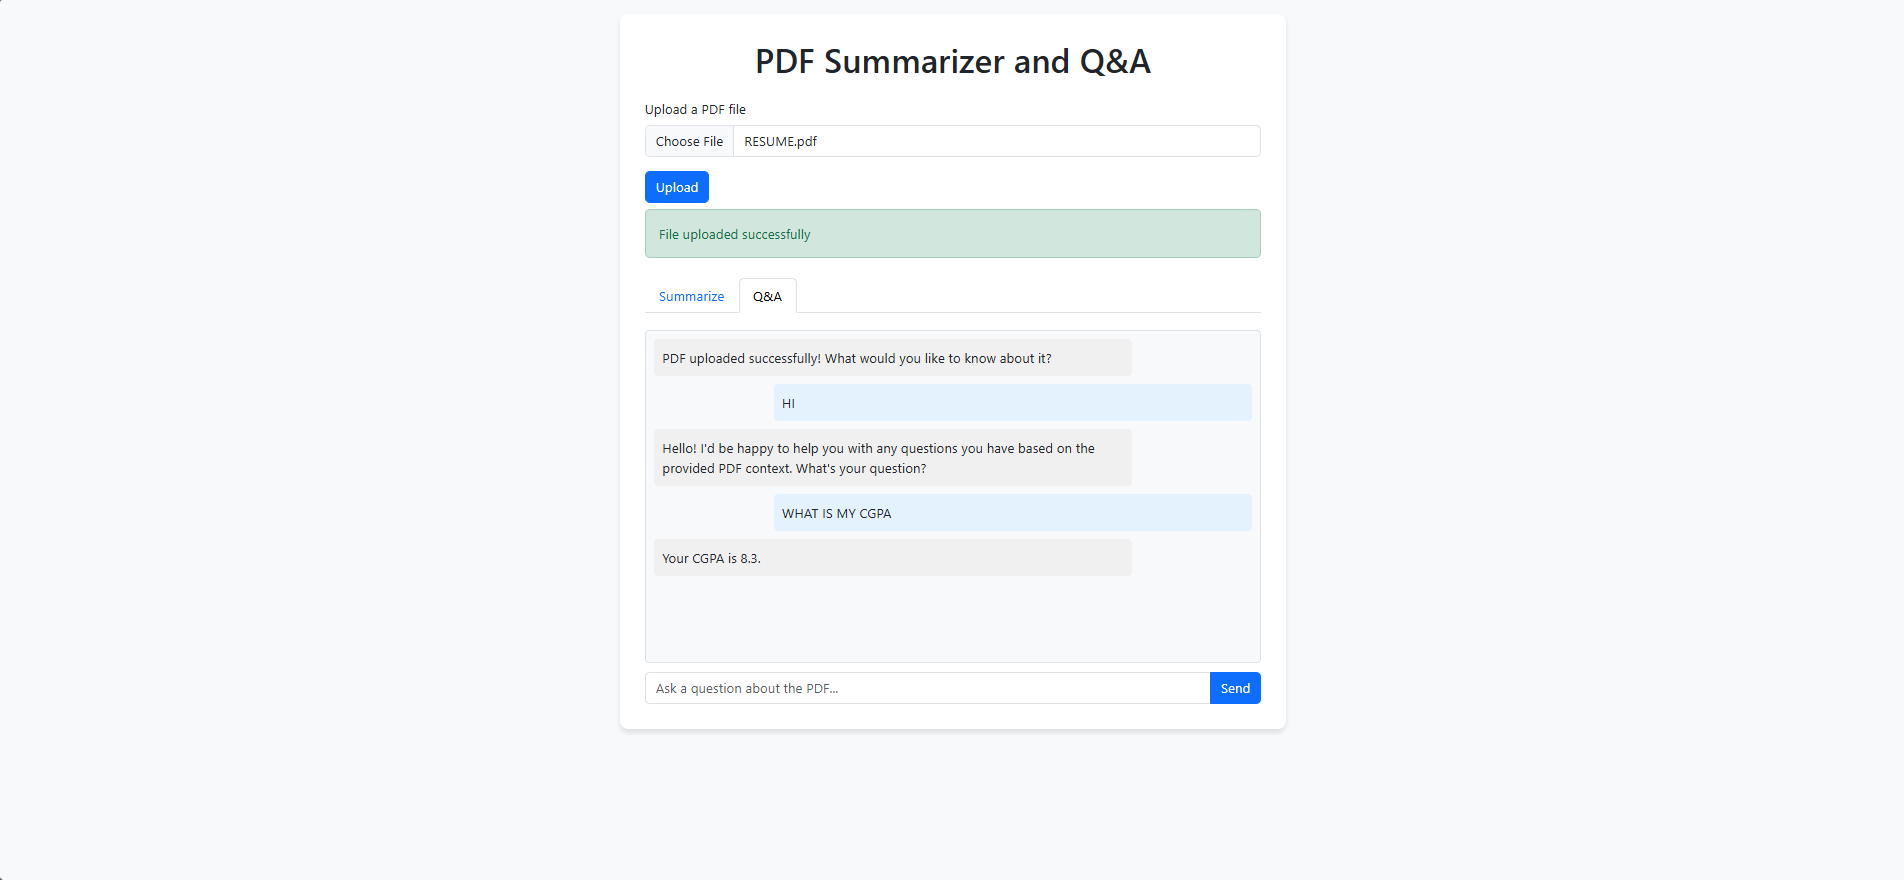 PDF Summarizer and Q&A
Upload a PDF file
Choose File RESUME.pdf
Upload
File uploaded successfully
Summarize Q&A
PDF uploaded successfully! What would you like to know about it?
HI
Hello! I'd be happy to help you with any questions you have based on the
provided PDF context. What's your question?
WHAT IS MY CGPA
Your CGPA is 8.3.
Ask a question about the PDF... Send